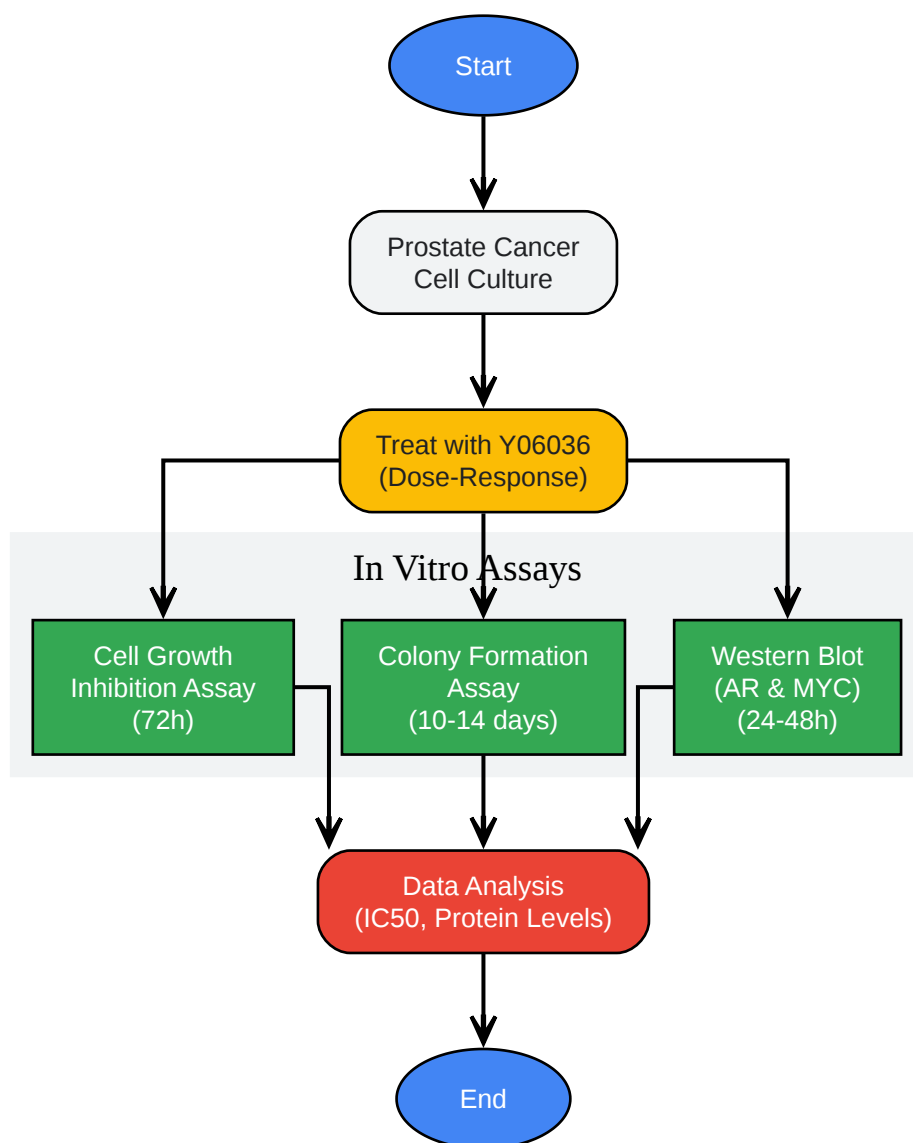 Start
Prostate Cancer
Cell Culture
Treat with Y06036
(Dose-Response)
In Vitro Assays
Cell Growth
Inhibition Assay
(72h)
Colony Formation
Assay
(10-14 days)
Western Blot
(AR & MYC)
(24-48h)
Data Analysis
(IC50, Protein Levels)
End